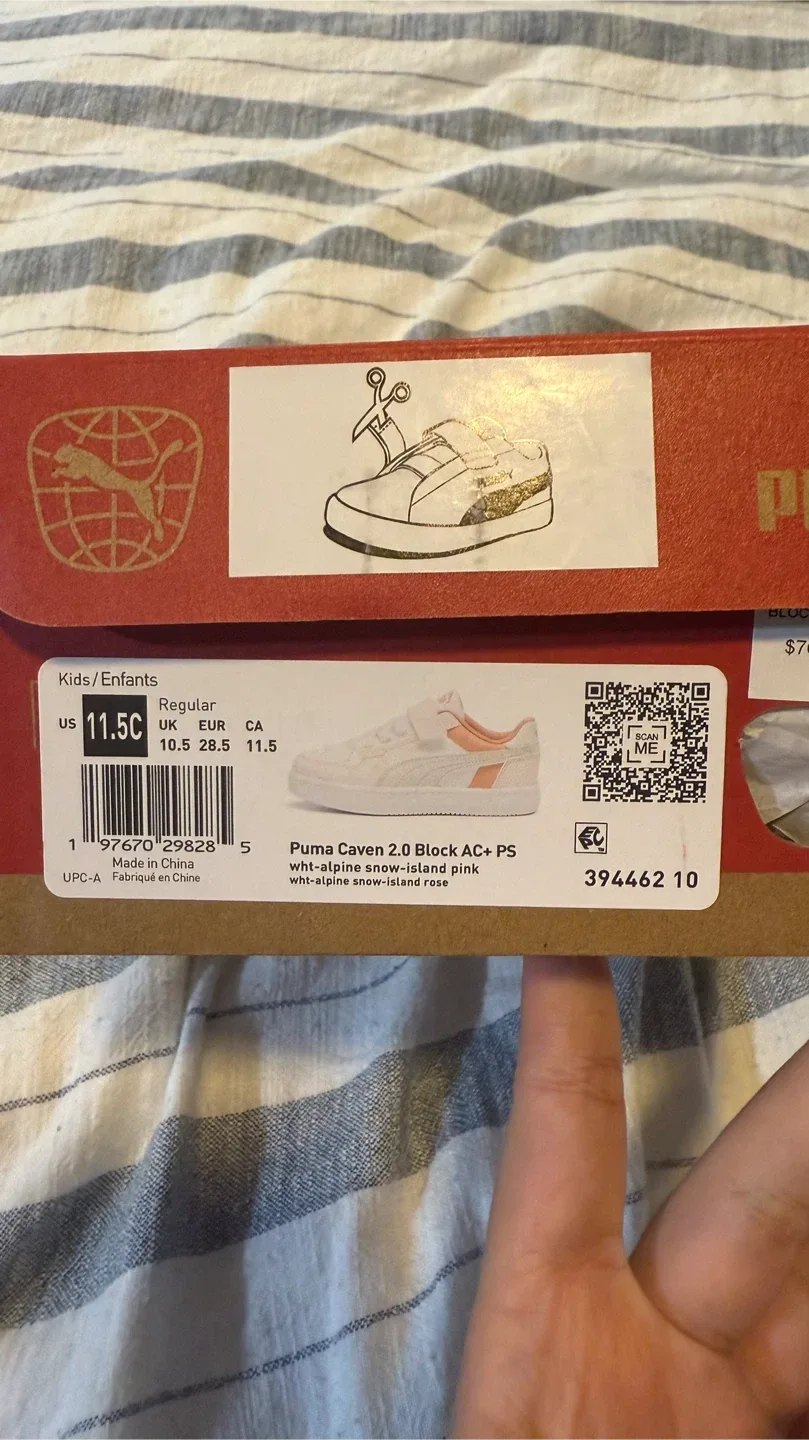 Kids/Enfants
US 11.5C
Regular
UK EUR CA
10.5 28.5 11.5
SCAN
ME
1 97670 29828 5
Made in China
UPC-A Fabriqué en Chine
Puma Caven 2.0 Block AC+ PS
wht-alpine snow-island pink
wht-alpine snow-island rose
394462 10